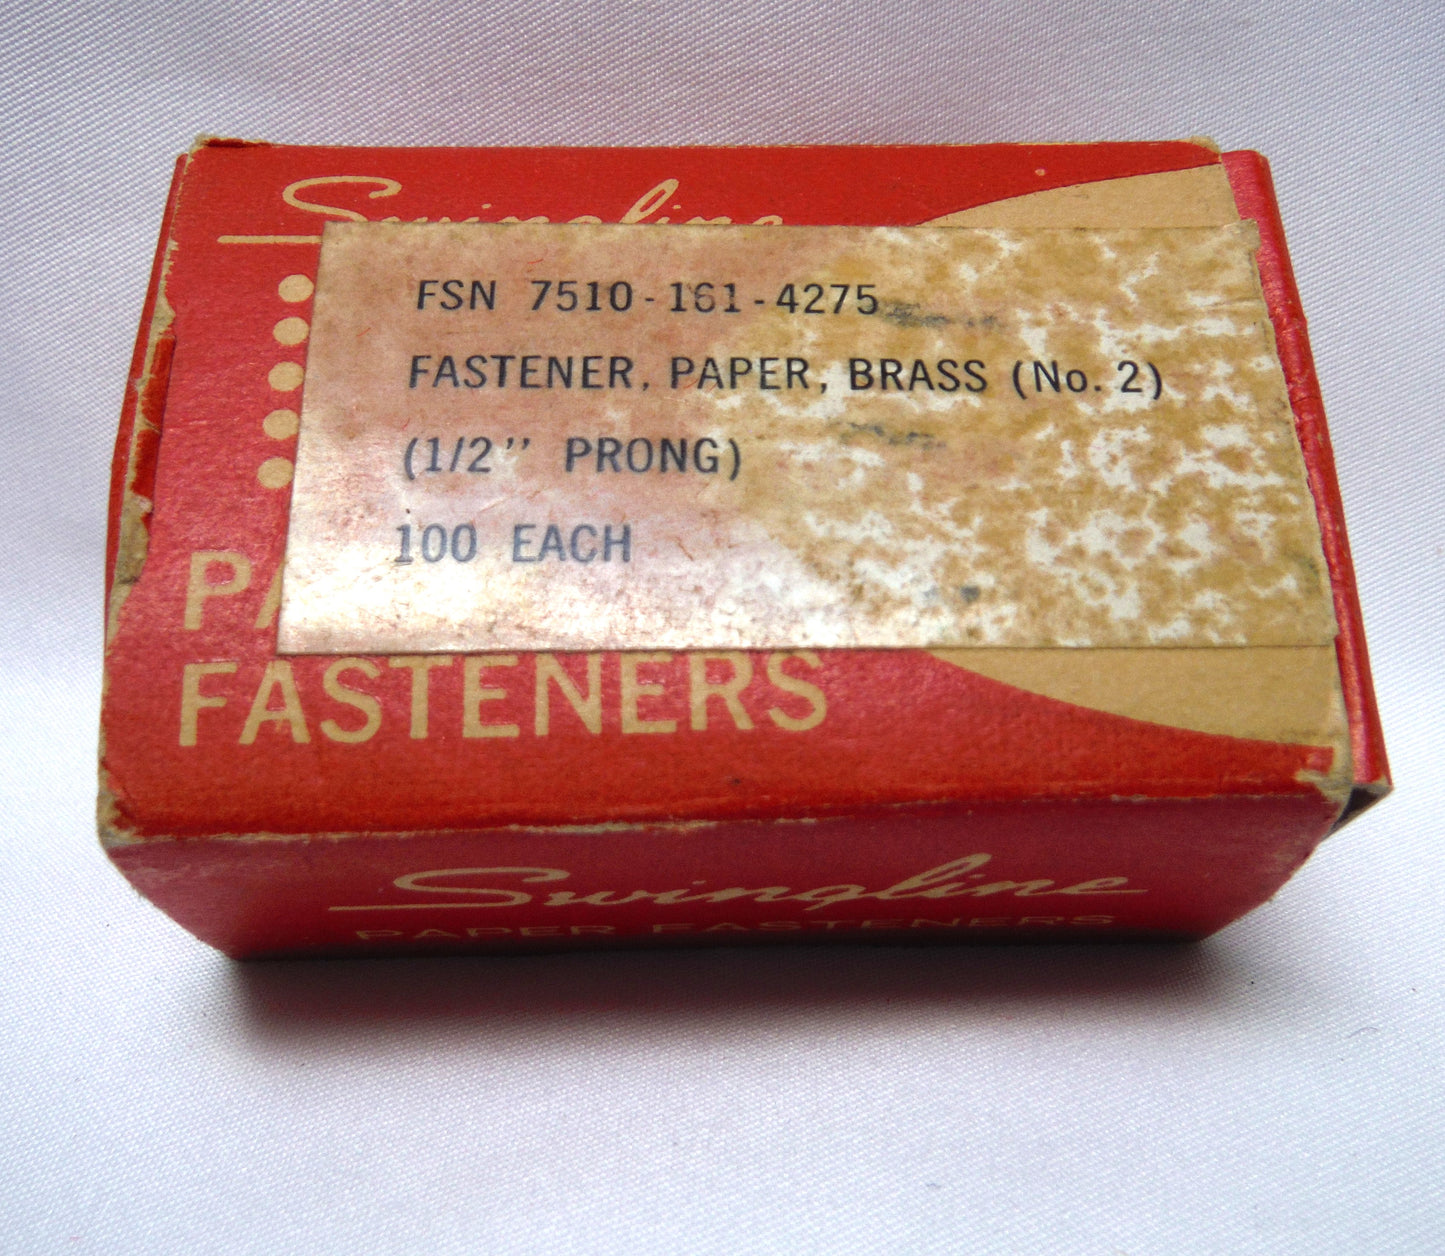 Swingline
FSN 7510-161-4275
FASTENER, PAPER, BRASS (No. 2)
(1/2" PRONG)
100 EACH
PA
FASTENERS
Swingline
PAPER FASTENERS